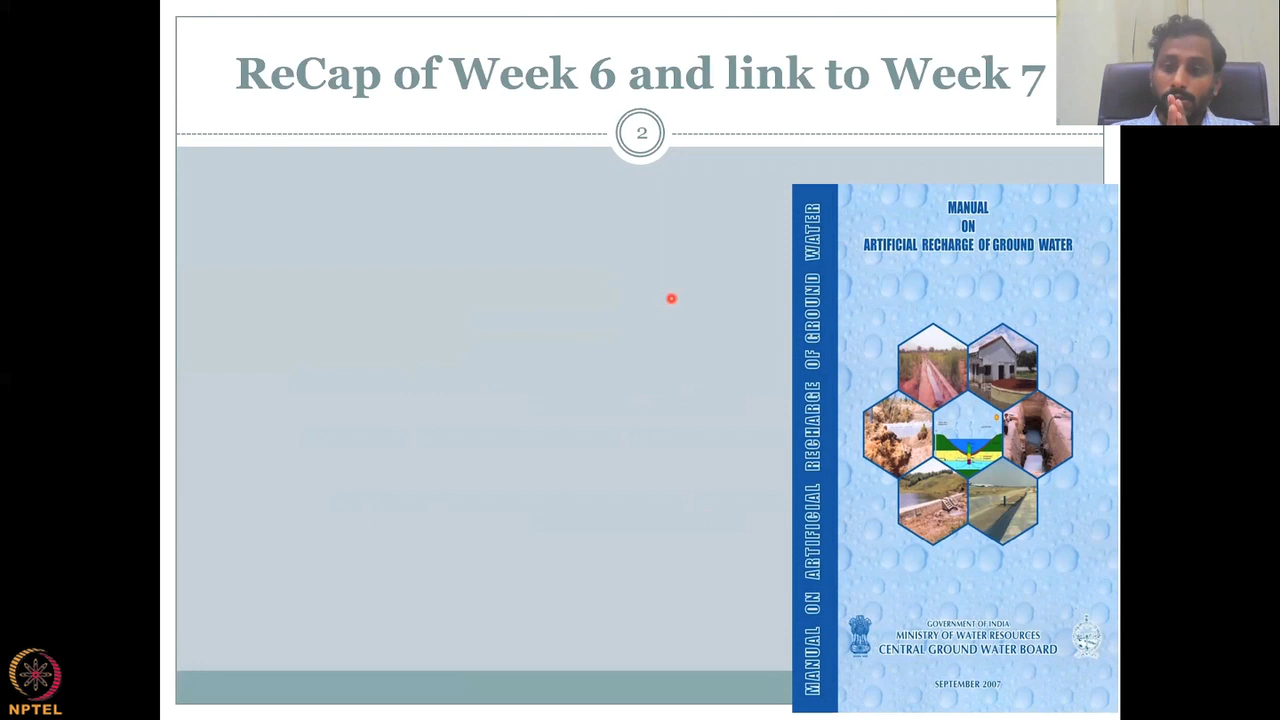 ReCap of Week 6 and link to Week 7
2
MANUAL ON ARTIFICIAL RECHARGE OF GROUND WATER
MANUAL
ON
ARTIFICIAL RECHARGE OF GROUND WATER
GOVERNMENT OF INDIA
MINISTRY OF WATER RESOURCES
CENTRAL GROUND WATER BOARD
SEPTEMBER 2007
NPTEL